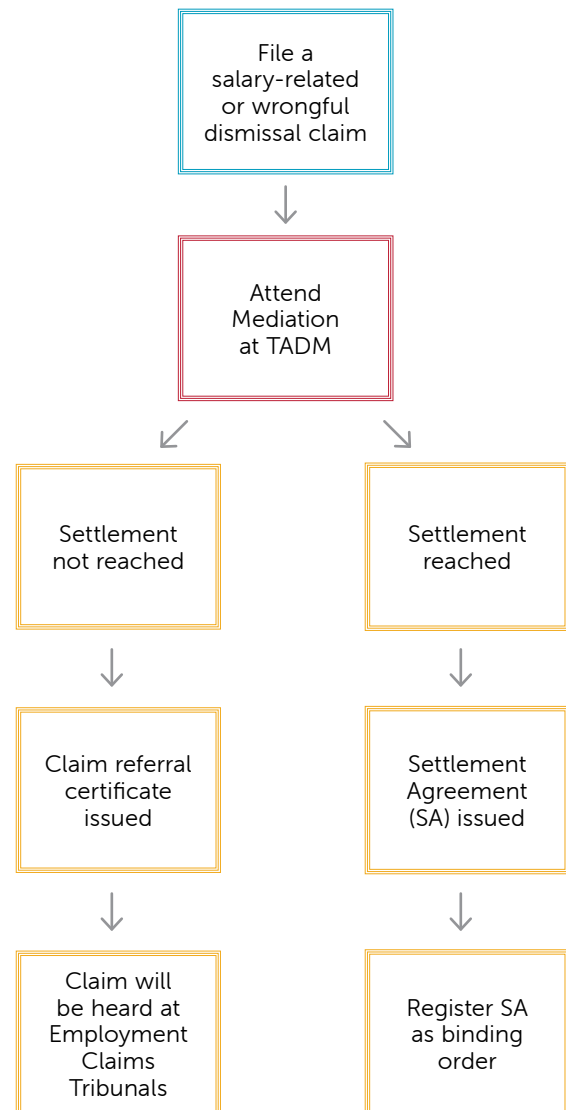 File a
salary-related
or wrongful
dismissal claim
Attend
Mediation
at TADM
Settlement
not reached
Settlement
reached
Claim referral
certificate
issued
Settlement
Agreement
(SA) issued
Claim will
be heard at
Employment
Claims
Tribunals
Register SA
as binding
order